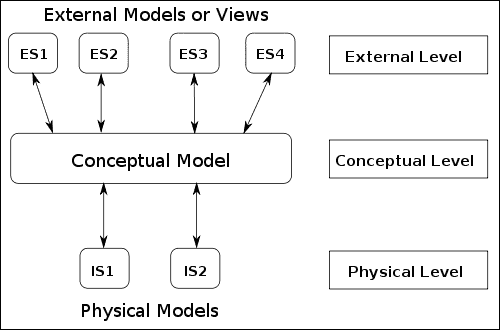 External Models or Views
ES1 ES2 ES3 ES4 External Level
Conceptual Model Conceptual Level
IS1 IS2 Physical Level
Physical Models